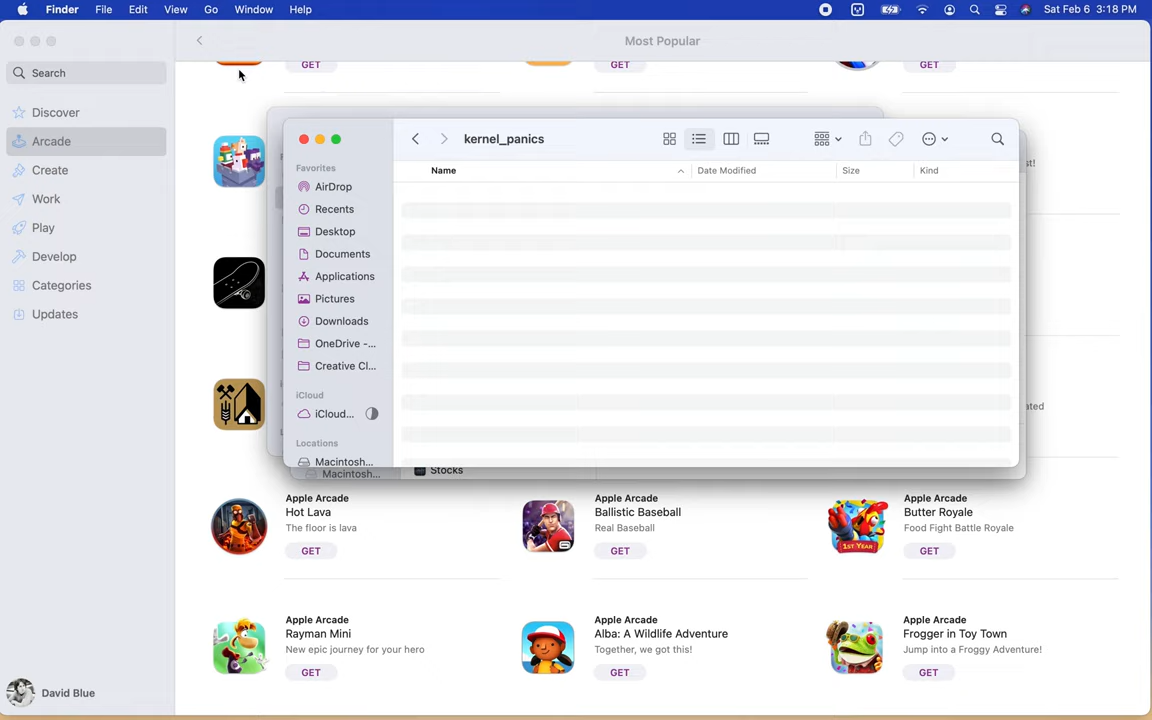 Finder File Edit View Go Window Help Sat Feb 6 3:18 PM
Most Popular
Search
GET GET GET
Discover
Arcade
Create
Work
Play
Develop
Categories
Updates
David Blue
kernel_panics
Favorites
AirDrop
Recents
Desktop
Documents
Applications
Pictures
Downloads
OneDrive -...
Creative Cl...
iCloud
iCloud...
Locations
Macintosh...
Name Date Modified Size Kind
st!
ated
Macintosh...
Stocks
Apple Arcade
Hot Lava
The floor is lava
GET
Apple Arcade
Ballistic Baseball
Real Baseball
GET
1ST YEAR
Apple Arcade
Butter Royale
Food Fight Battle Royale
GET
Apple Arcade
Rayman Mini
New epic journey for your hero
GET
Apple Arcade
Alba: A Wildlife Adventure
Together, we got this!
GET
Apple Arcade
Frogger in Toy Town
Jump into a Froggy Adventure!
GET